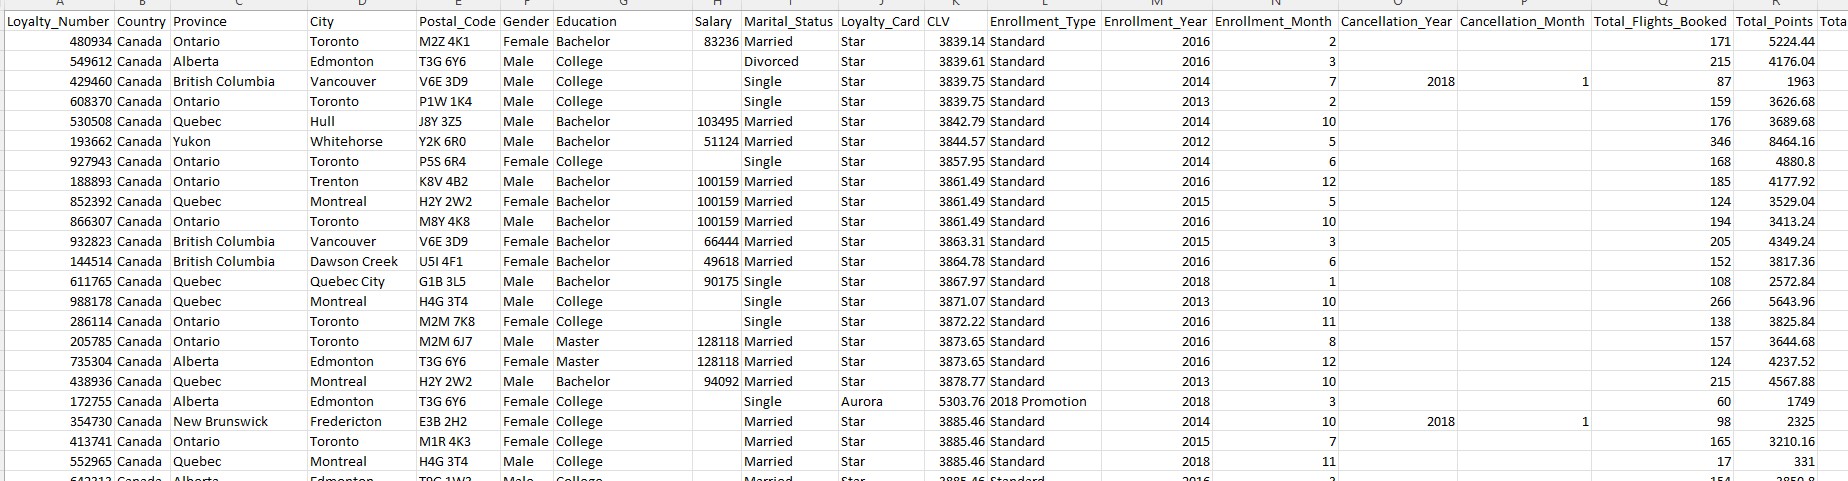 Loyalty_Number Country Province City Postal_Code Gender Education Salary Marital_Status Loyalty_Card CLV Enrollment_Type Enrollment_Year Enrollment_Month Cancellation_Year Cancellation_Month Total_Flights_Booked Total_Points Tota
480934 Canada Ontario Toronto M2Z 4K1 Female Bachelor 83236 Married Star 3839.14 Standard 2016 2 171 5224.44
549612 Canada Alberta Edmonton T3G 6Y6 Male College Divorced Star 3839.61 Standard 2016 3 215 4176.04
429460 Canada British Columbia Vancouver V6E 3D9 Male College Single Star 3839.75 Standard 2014 7 2018 1 87 1963
608370 Canada Ontario Toronto P1W 1K4 Male College Single Star 3839.75 Standard 2013 2 159 3626.68
530508 Canada Quebec Hull J8Y 3Z5 Male Bachelor 103495 Married Star 3842.79 Standard 2014 10 176 3689.68
193662 Canada Yukon Whitehorse Y2K 6R0 Male Bachelor 51124 Married Star 3844.57 Standard 2012 5 346 8464.16
927943 Canada Ontario Toronto P5S 6R4 Female College Single Star 3857.95 Standard 2014 6 168 4880.8
188893 Canada Ontario Trenton K8V 4B2 Male Bachelor 100159 Married Star 3861.49 Standard 2016 12 185 4177.92
852392 Canada Quebec Montreal H2Y 2W2 Female Bachelor 100159 Married Star 3861.49 Standard 2015 5 124 3529.04
866307 Canada Ontario Toronto M8Y 4K8 Male Bachelor 100159 Married Star 3861.49 Standard 2016 10 194 3413.24
932823 Canada British Columbia Vancouver V6E 3D9 Female Bachelor 66444 Married Star 3863.31 Standard 2015 3 205 4349.24
144514 Canada British Columbia Dawson Creek U5I 4F1 Female Bachelor 49618 Married Star 3864.78 Standard 2016 6 152 3817.36
611765 Canada Quebec Quebec City G1B 3L5 Male Bachelor 90175 Single Star 3867.97 Standard 2018 1 108 2572.84
988178 Canada Quebec Montreal H4G 3T4 Male College Single Star 3871.07 Standard 2013 10 266 5643.96
286114 Canada Ontario Toronto M2M 7K8 Female College Single Star 3872.22 Standard 2016 11 138 3825.84
205785 Canada Ontario Toronto M2M 6J7 Male Master 128118 Married Star 3873.65 Standard 2016 8 157 3644.68
735304 Canada Alberta Edmonton T3G 6Y6 Female Master 128118 Married Star 3873.65 Standard 2016 12 124 4237.52
438936 Canada Quebec Montreal H2Y 2W2 Male Bachelor 94092 Married Star 3878.77 Standard 2013 10 215 4567.88
172755 Canada Alberta Edmonton T3G 6Y6 Female College Single Aurora 5303.76 2018 Promotion 2018 3 60 1749
354730 Canada New Brunswick Fredericton E3B 2H2 Female College Married Star 3885.46 Standard 2014 10 2018 1 98 2325
413741 Canada Ontario Toronto M1R 4K3 Female College Married Star 3885.46 Standard 2015 7 165 3210.16
552965 Canada Quebec Montreal H4G 3T4 Male College Married Star 3885.46 Standard 2018 11 17 331